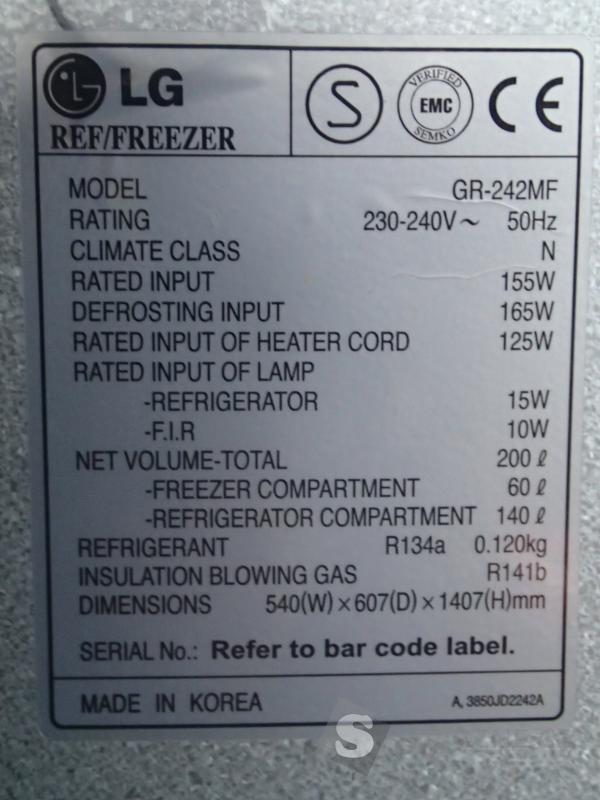 LG
REF/FREEZER
S
VERIFIED
EMC
SEMKO
CE
MODEL GR-242MF
RATING 230-240V~ 50Hz
CLIMATE CLASS N
RATED INPUT 155W
DEFROSTING INPUT 165W
RATED INPUT OF HEATER CORD 125W
RATED INPUT OF LAMP
-REFRIGERATOR 15W
-F.I.R 10W
NET VOLUME-TOTAL 200 ℓ
-FREEZER COMPARTMENT 60 ℓ
-REFRIGERATOR COMPARTMENT 140 ℓ
REFRIGERANT R134a 0.120kg
INSULATION BLOWING GAS R141b
DIMENSIONS 540(W)×607(D)×1407(H)mm
SERIAL No.: Refer to bar code label.
MADE IN KOREA A, 3850JD2242A
S